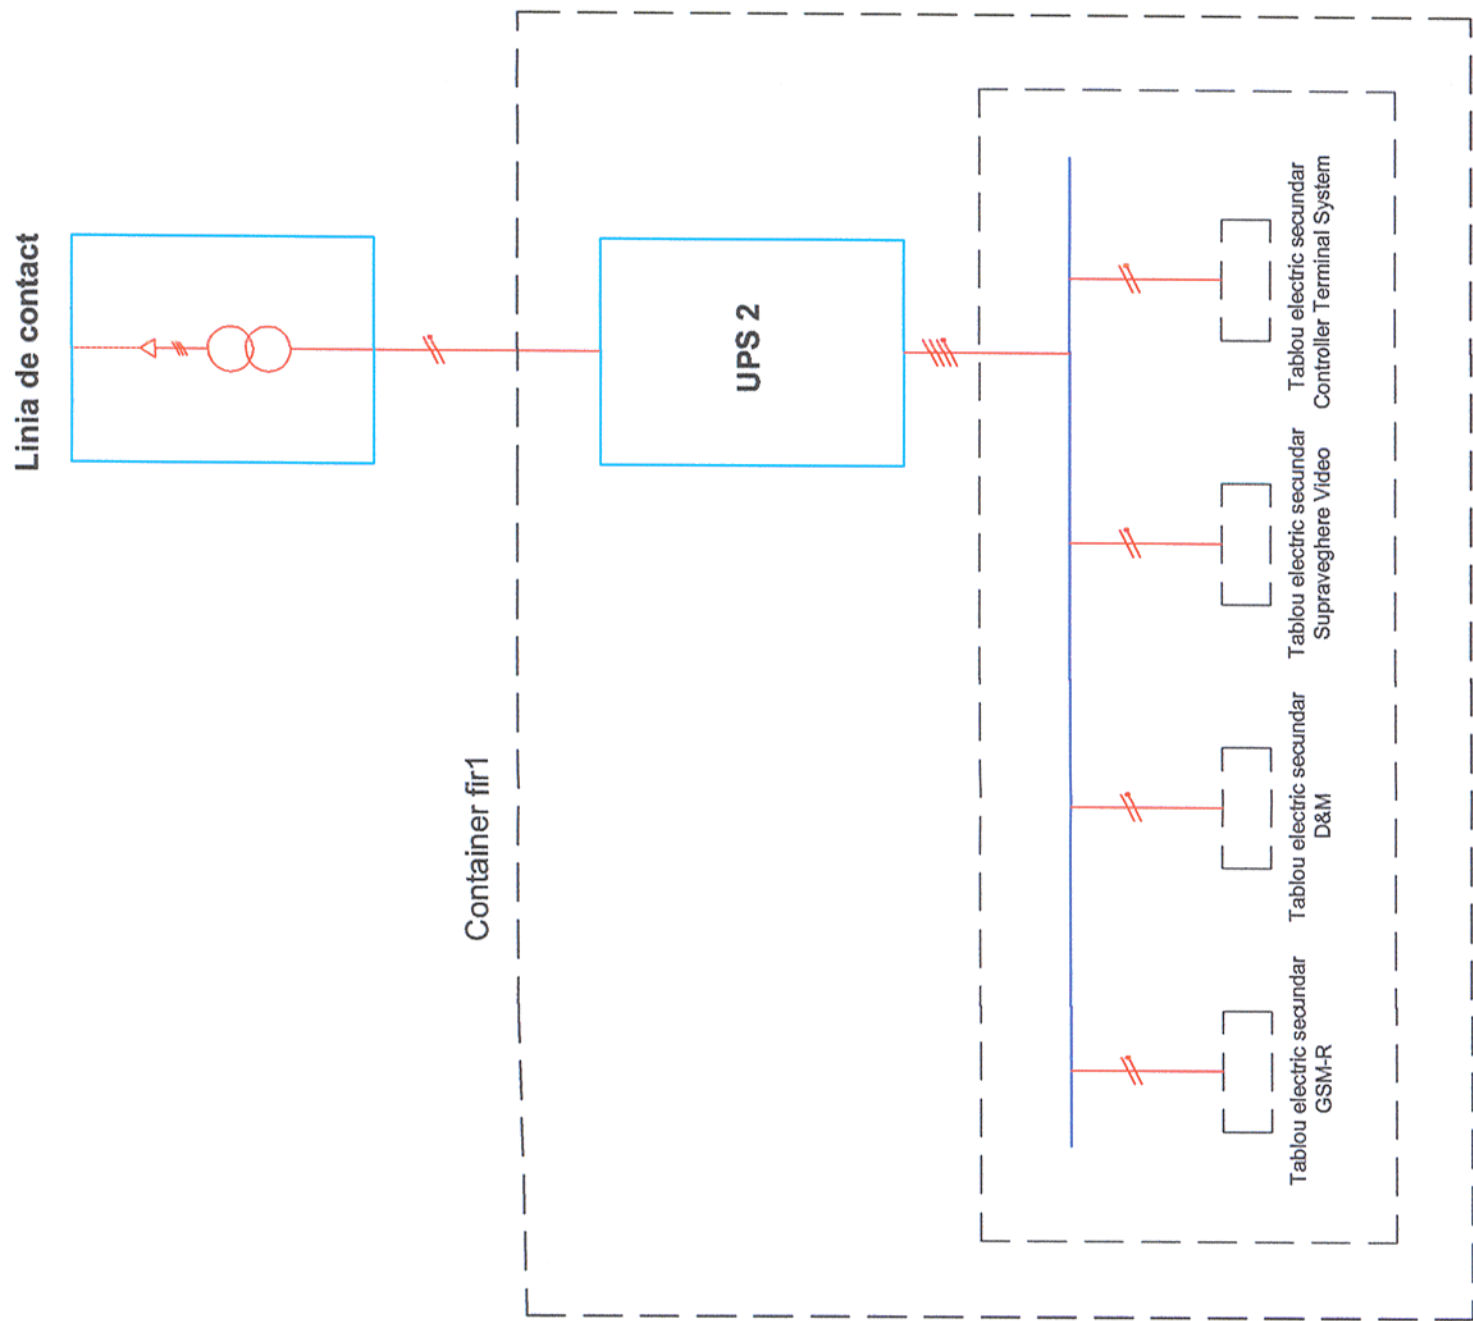 Linia de contact
Container fir1
UPS 2
Tablou electric secundar
GSM-R
Tablou electric secundar
D&M
Tablou electric secundar
Supraveghere Video
Tablou electric secundar
Controller Terminal System